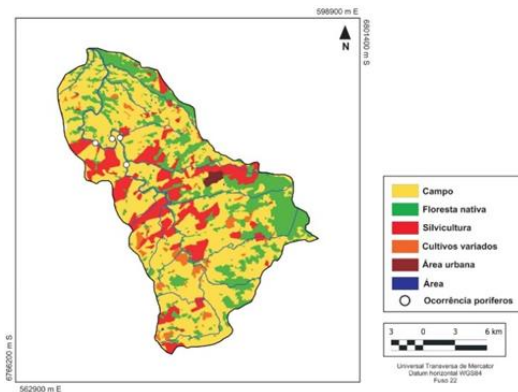 598900 m E
6801400 m S
N
Campo
Floresta nativa
Silvicultura
Cultivos variados
Área urbana
Área
Ocorrência poríferos
3 0 3 6 km
Universal Transversa de Mercator
Datum horizontal WGS84
Fuso 22
6766200 m S
562900 m E